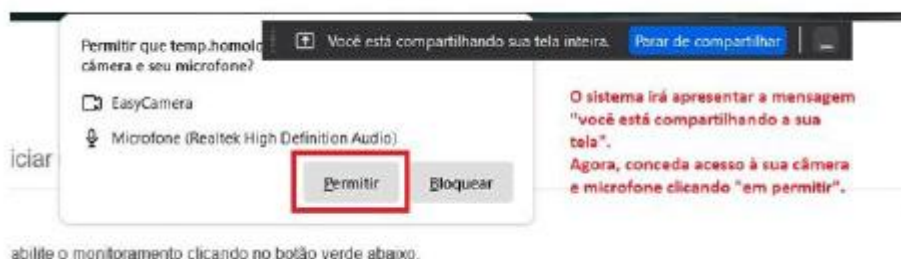 Permitir que temp.homolo
câmera e seu microfone?
Você está compartilhando sua tela inteira. Parar de compartilhar
EasyCamera
Microfone (Realtek High Definition Audio)
iciar
Permitir Bloquear
O sistema irá apresentar a mensagem
"você está compartilhando a sua
tela".
Agora, conceda acesso à sua câmera
e microfone clicando "em permitir".
abilite o monitoramento clicando no botão verde abaixo.